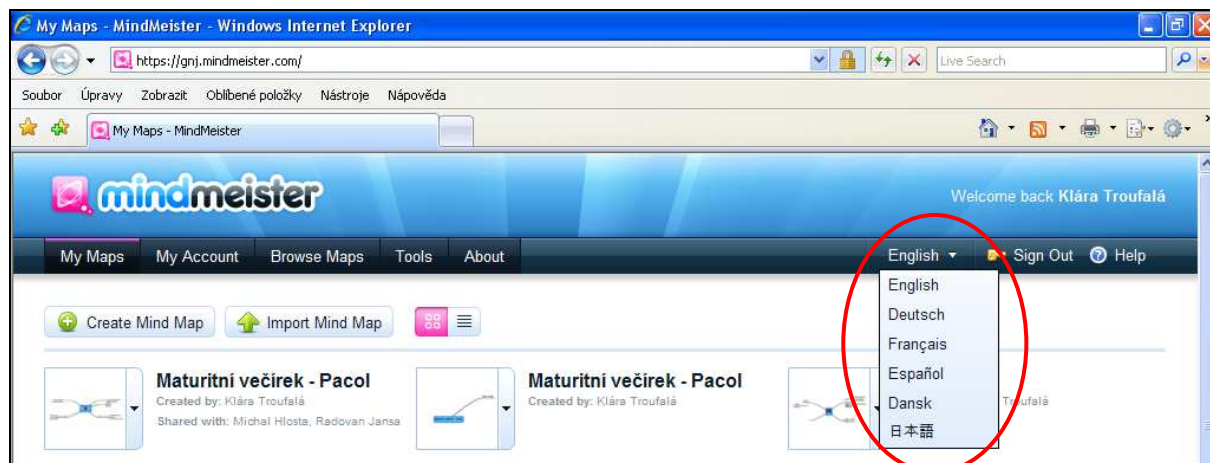 My Maps - MindMeister - Windows Internet Explorer
https://gnj.mindmeister.com/ Live Search
Soubor Úpravy Zobrazit Oblíbené položky Nástroje Nápověda
My Maps - MindMeister
mindmeister
Welcome back Klára Troufalá
My Maps My Account Browse Maps Tools About English Sign Out Help
English
Deutsch
Français
Español
Dansk
日本語
Create Mind Map Import Mind Map
Maturitní večírek - Pacol
Created by: Klára Troufalá
Shared with: Michal Hlosta, Radovan Jansa
Maturitní večírek - Pacol
Created by: Klára Troufalá
Troufalá